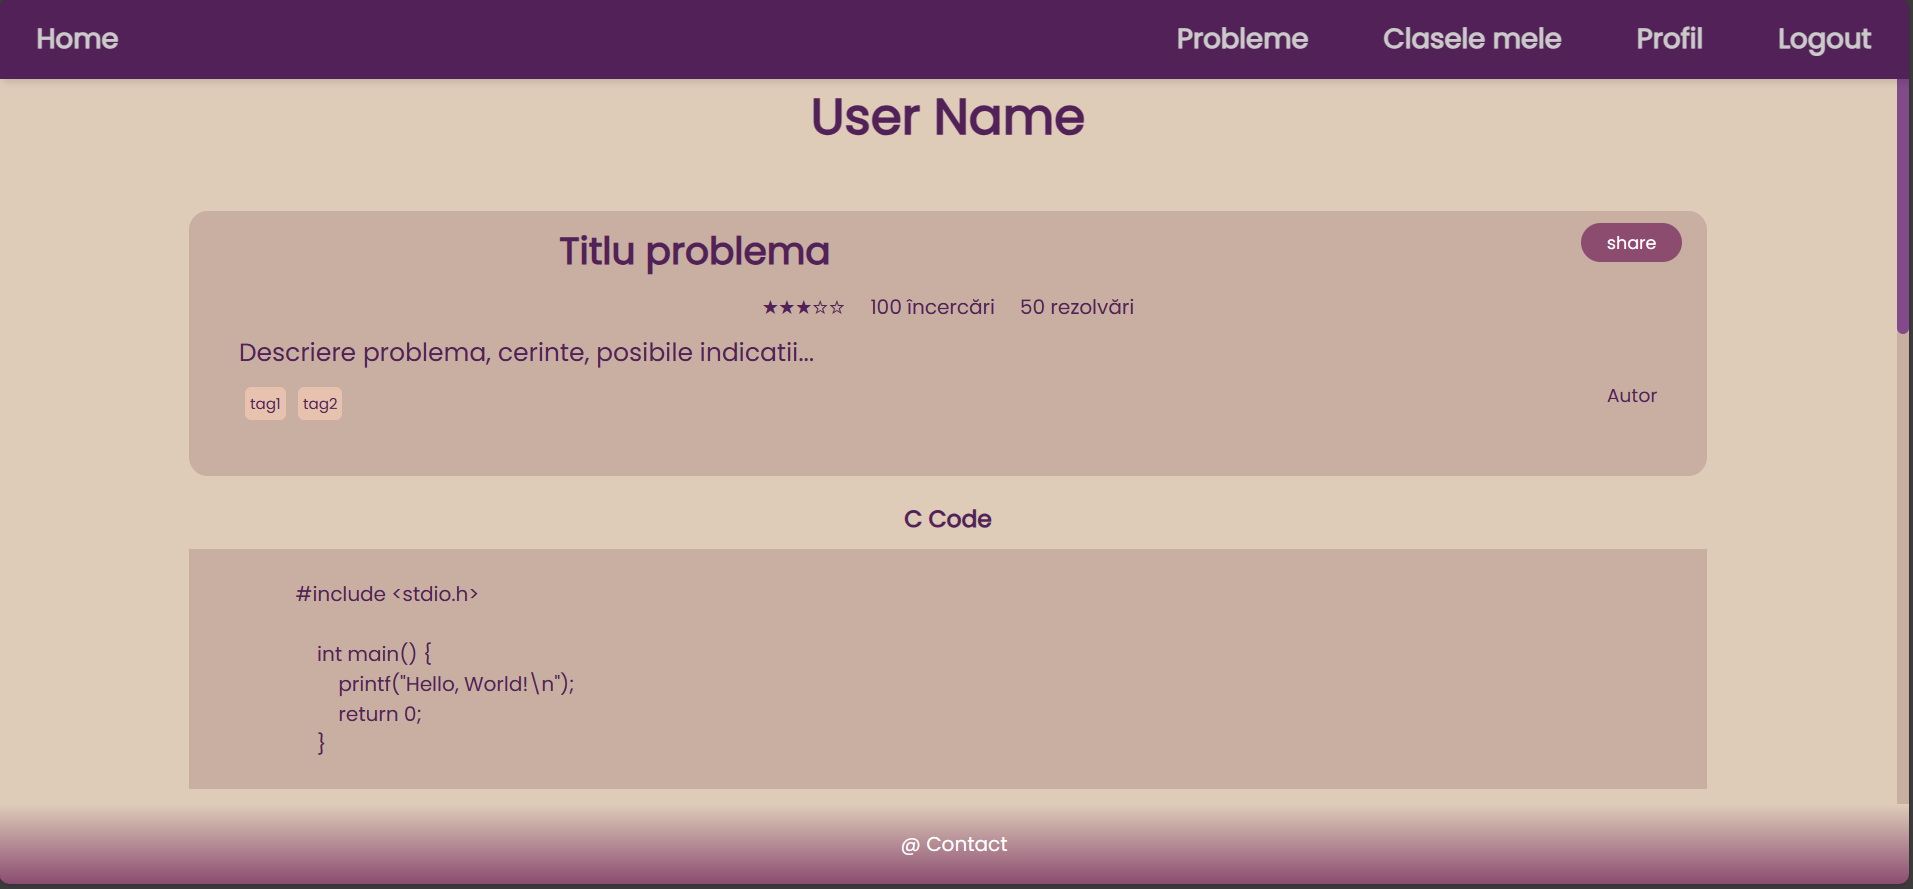 Home Probleme Clasele mele Profil Logout
User Name
Titlu problema
share
★★★☆☆ 100 încercări 50 rezolvări
Descriere problema, cerinte, posibile indicatii...
tag1 tag2 Autor
C Code
#include <stdio.h>
int main() {
printf("Hello, World!\n");
return 0;
}
@ Contact